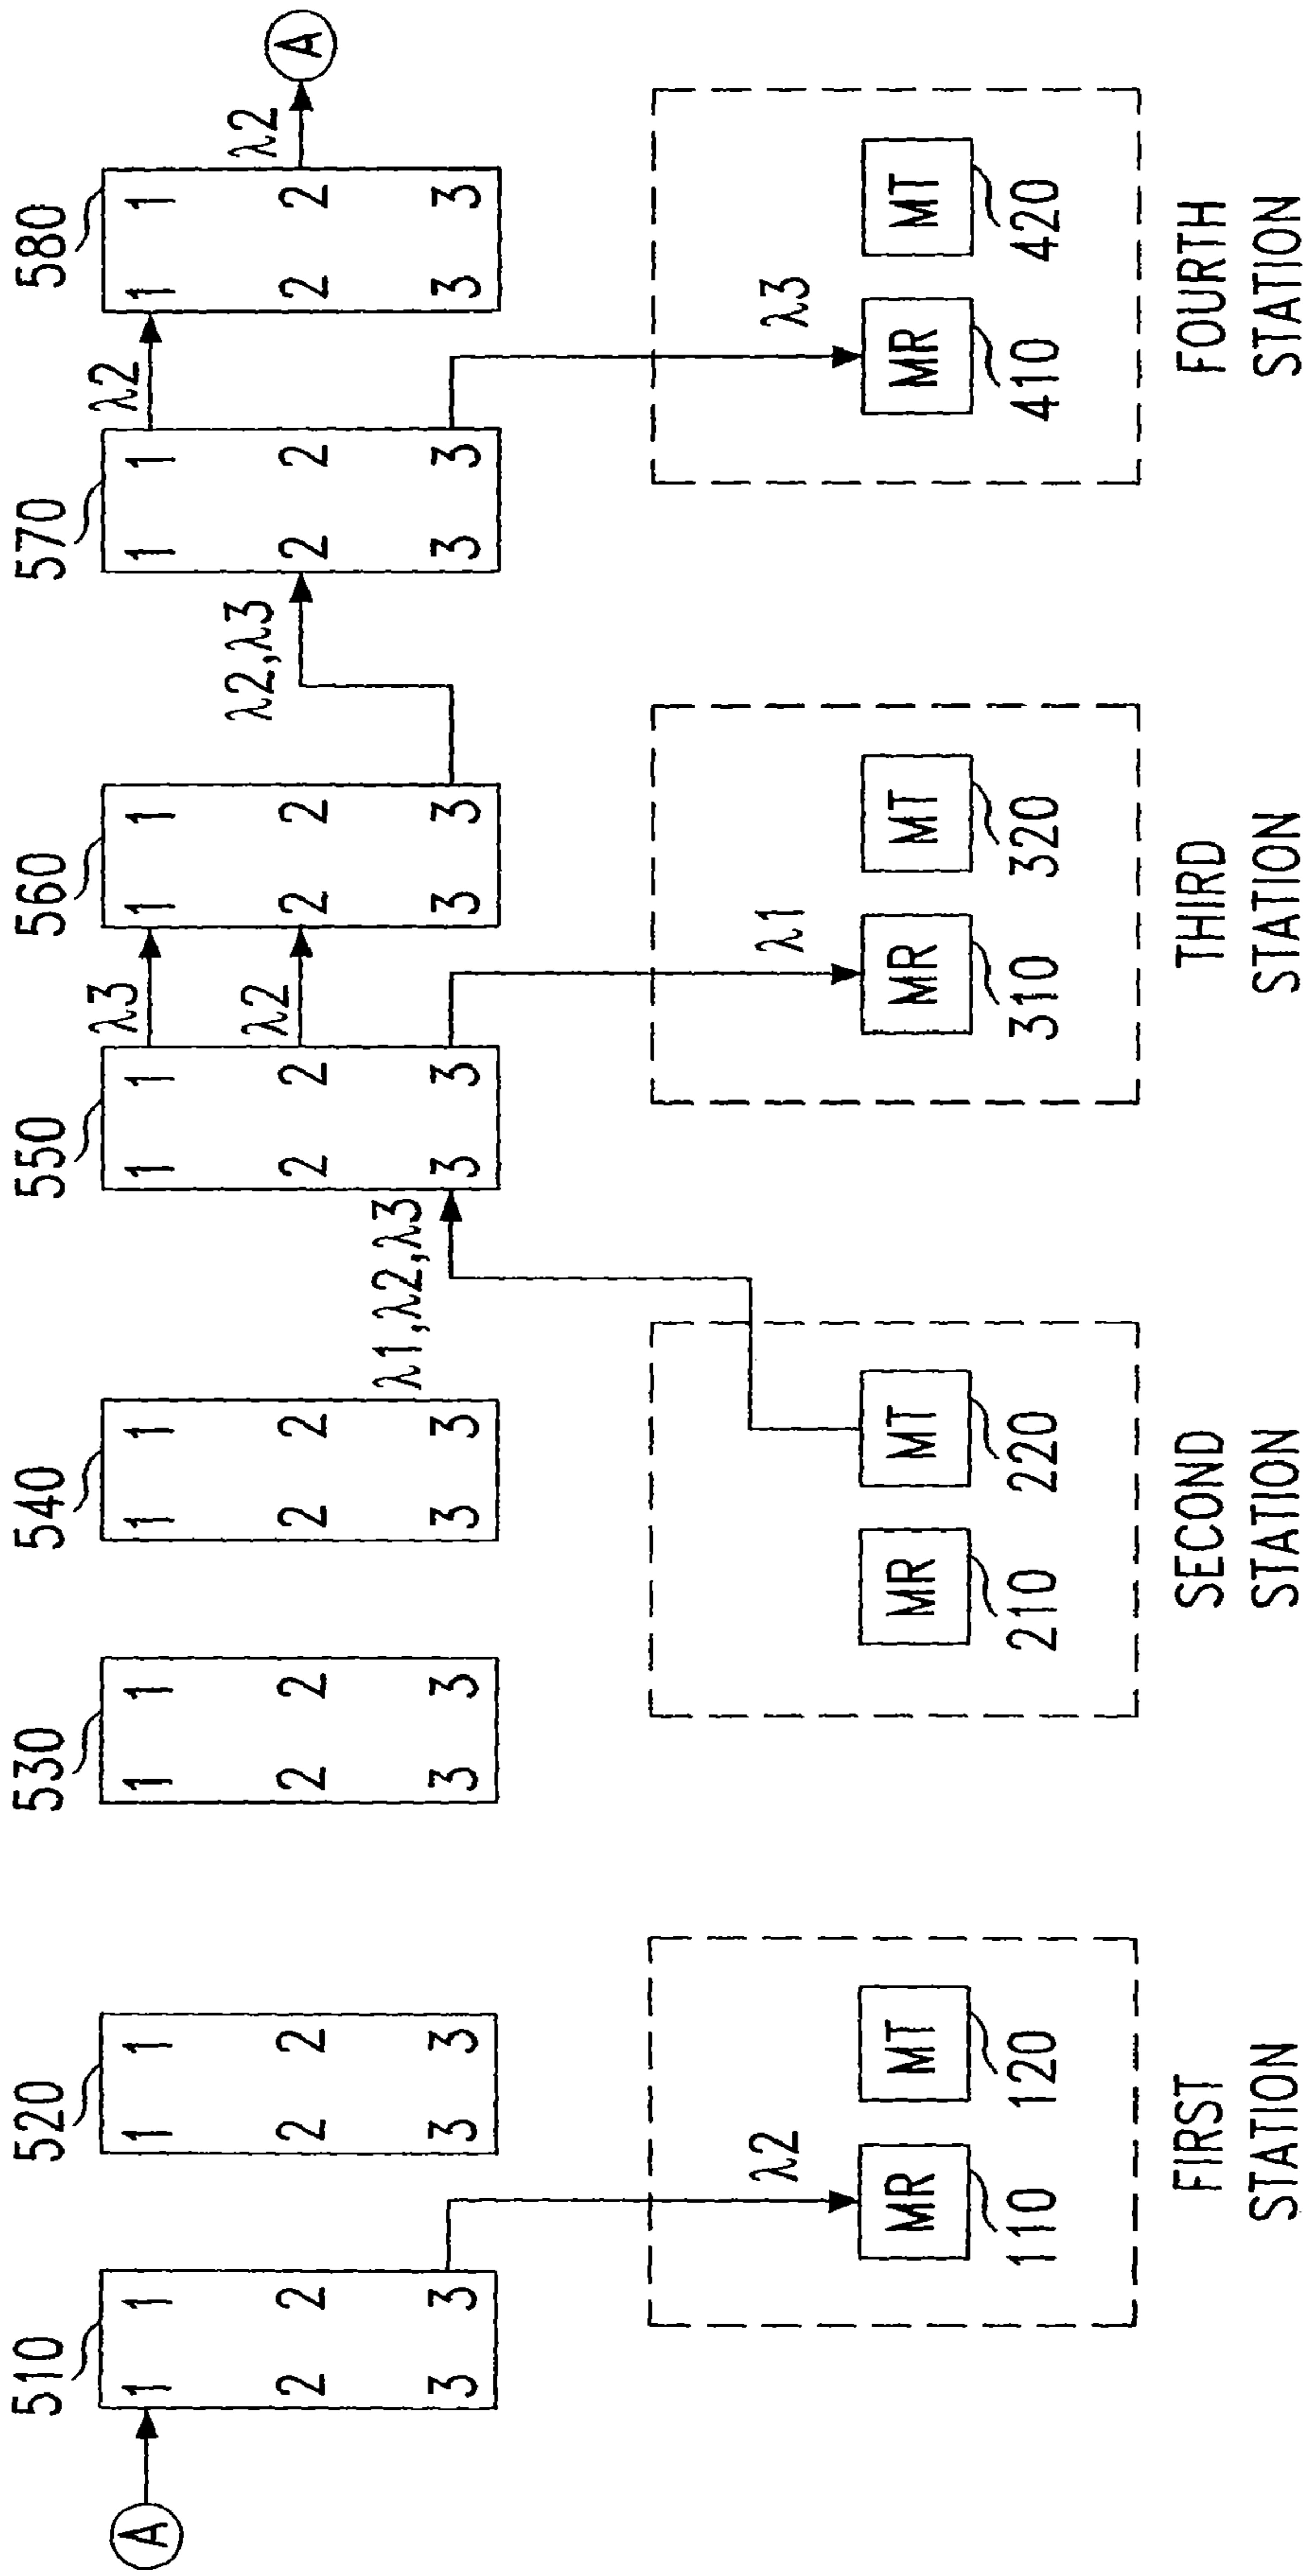 510 520 530 540 550 560 570 580
A 1 1 1 1 1 1 1 1 λ3 1 1 1 1 λ2 1 1
2 2 2 2 2 2 2 2 2 2 λ2 2 2 λ2,λ3 2 2 2 2 λ2 A
3 3 3 3 3 3 3 3 λ1,λ2,λ3 3 3 3 3 3 3 3 3
λ2 λ1 λ3
MR MT MR MT MR MT MR MT
110 120 210 220 310 320 410 420
FIRST SECOND THIRD FOURTH
STATION STATION STATION STATION